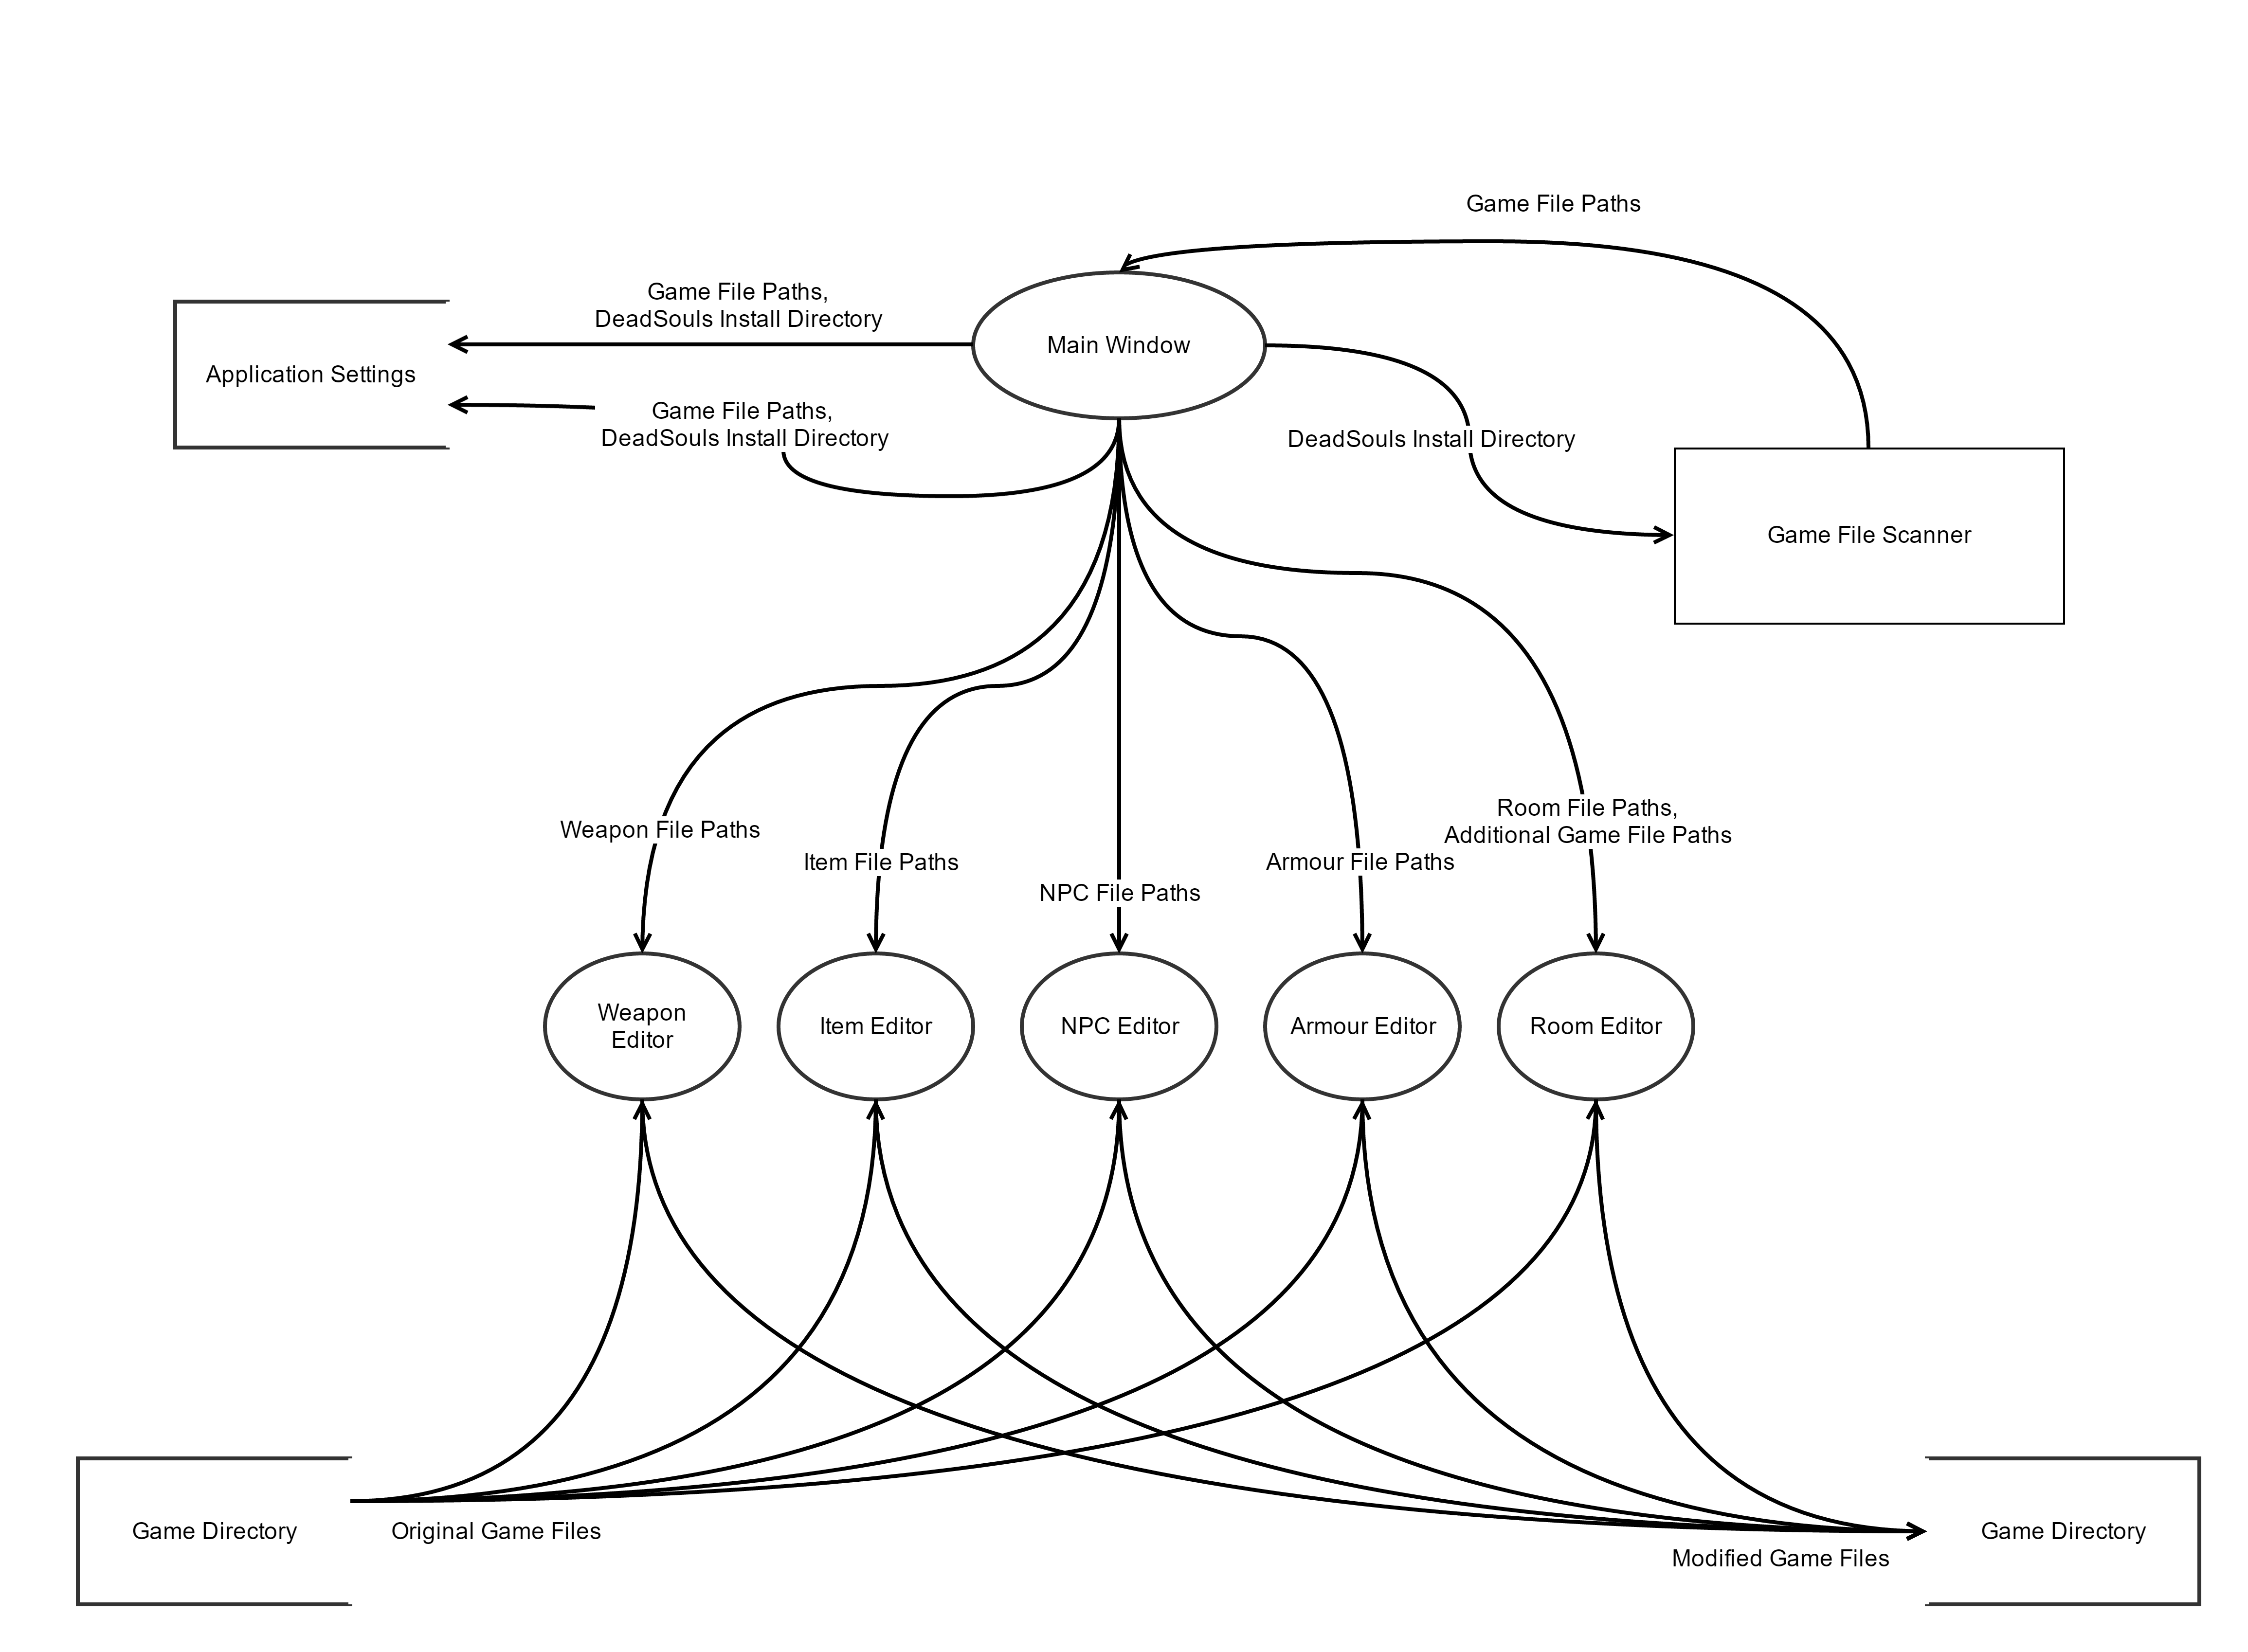 Game File Paths
Game File Paths,
DeadSouls Install Directory
Main Window
Application Settings
Game File Paths,
DeadSouls Install Directory
DeadSouls Install Directory
Game File Scanner
Weapon File Paths
Item File Paths
NPC File Paths
Armour File Paths
Room File Paths,
Additional Game File Paths
Weapon
Editor
Item Editor
NPC Editor
Armour Editor
Room Editor
Game Directory
Original Game Files
Modified Game Files
Game Directory